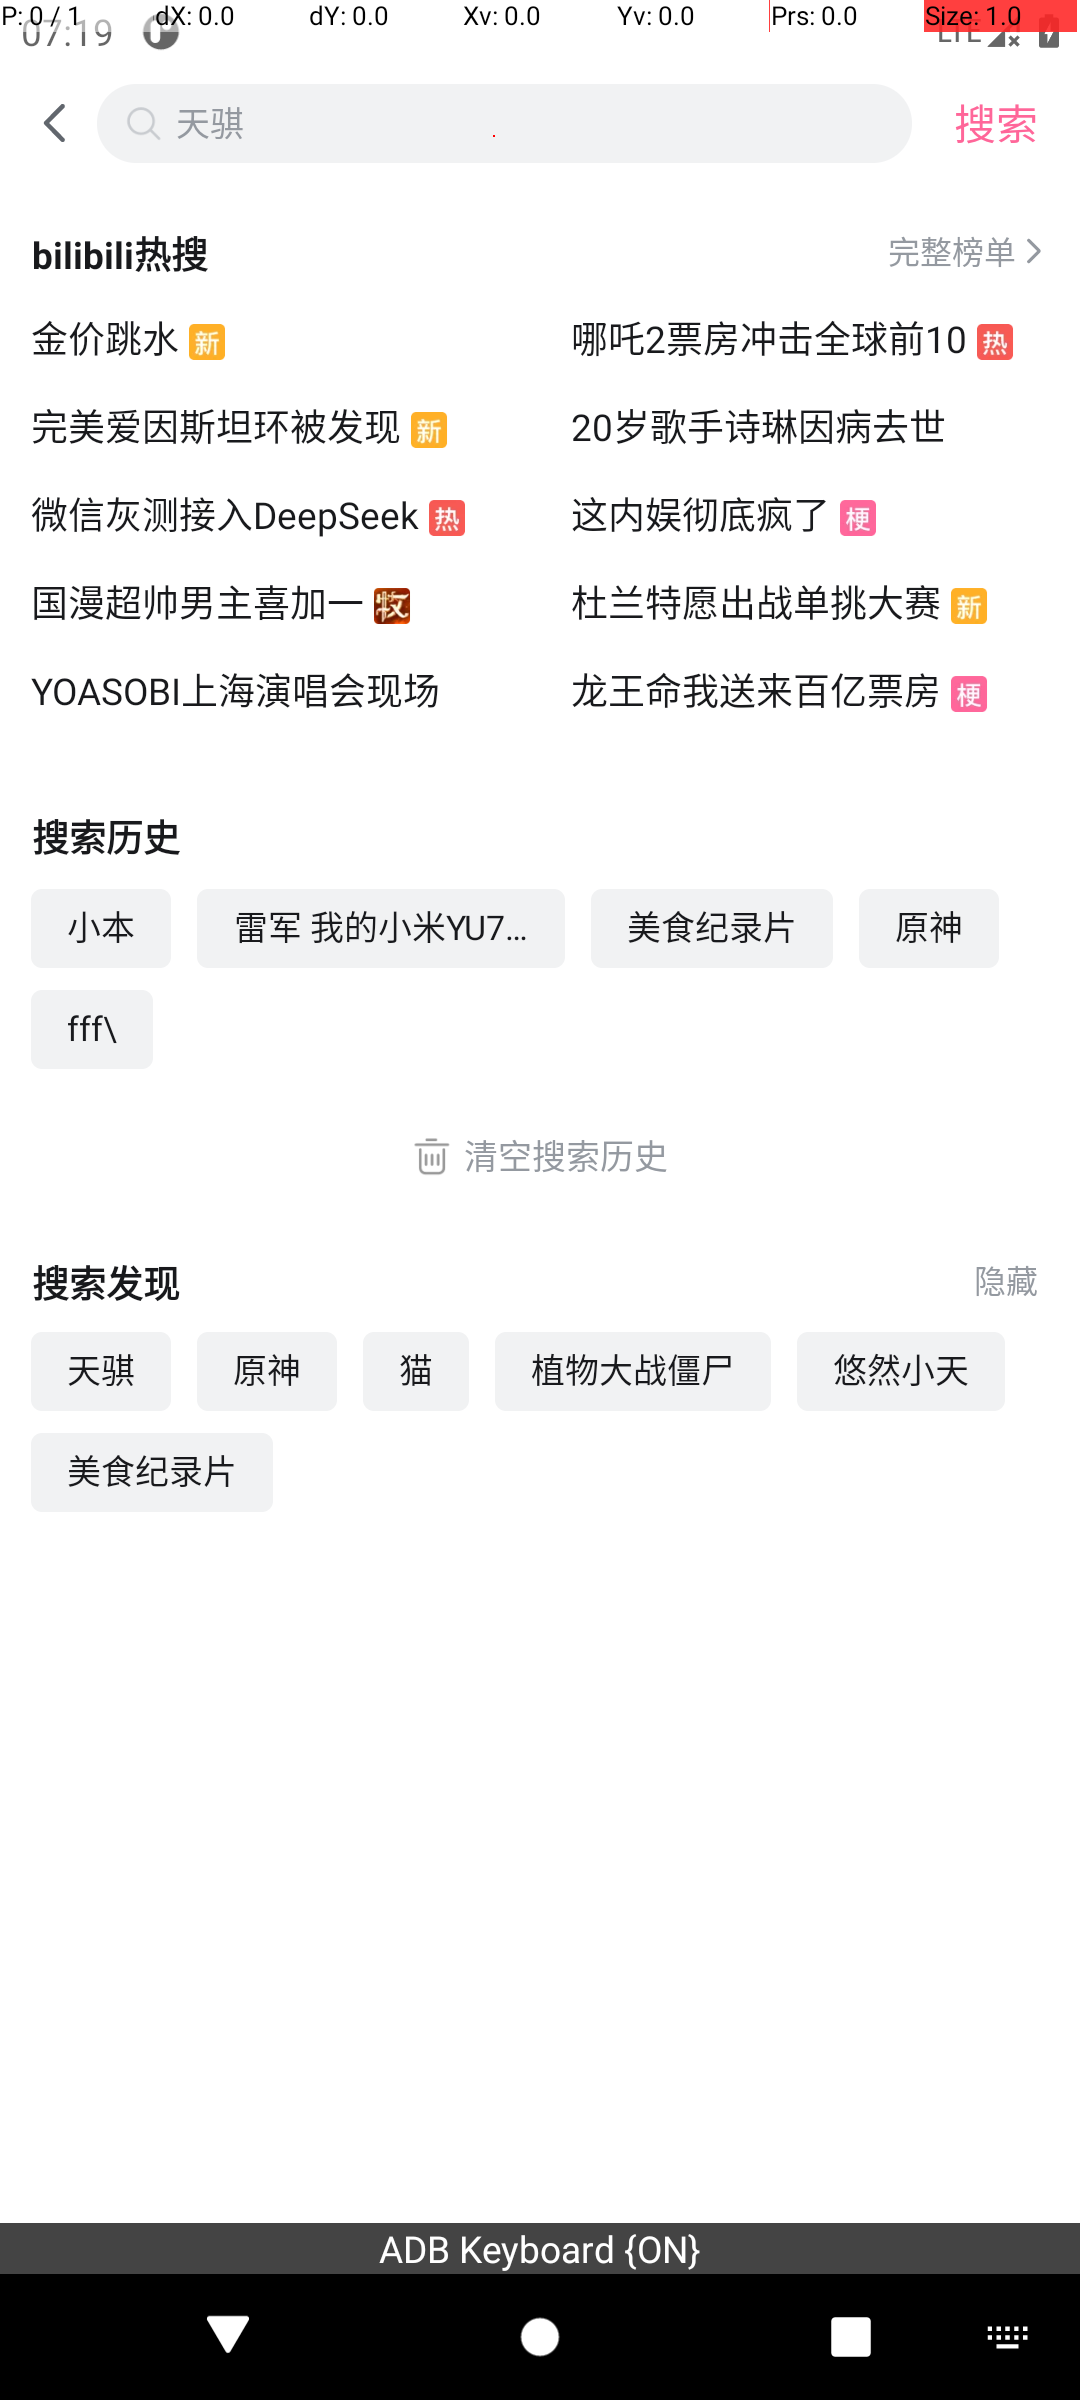 P: 0 / 1 dX: 0.0 dY: 0.0 Xv: 0.0 Yv: 0.0 Prs: 0.0 Size: 1.0
07:19 LTE
天骐 搜索
bilibili热搜 完整榜单
金价跳水 新 哪吒2票房冲击全球前10 热
完美爱因斯坦环被发现 新 20岁歌手诗琳因病去世
微信灰测接入DeepSeek 热 这内娱彻底疯了 梗
国漫超帅男主喜加一 牧 杜兰特愿出战单挑大赛 新
YOASOBI上海演唱会现场 龙王命我送来百亿票房 梗
搜索历史
小本 雷军 我的小米YU7... 美食纪录片 原神
fff\
清空搜索历史
搜索发现 隐藏
天骐 原神 猫 植物大战僵尸 悠然小天
美食纪录片
ADB Keyboard {ON}